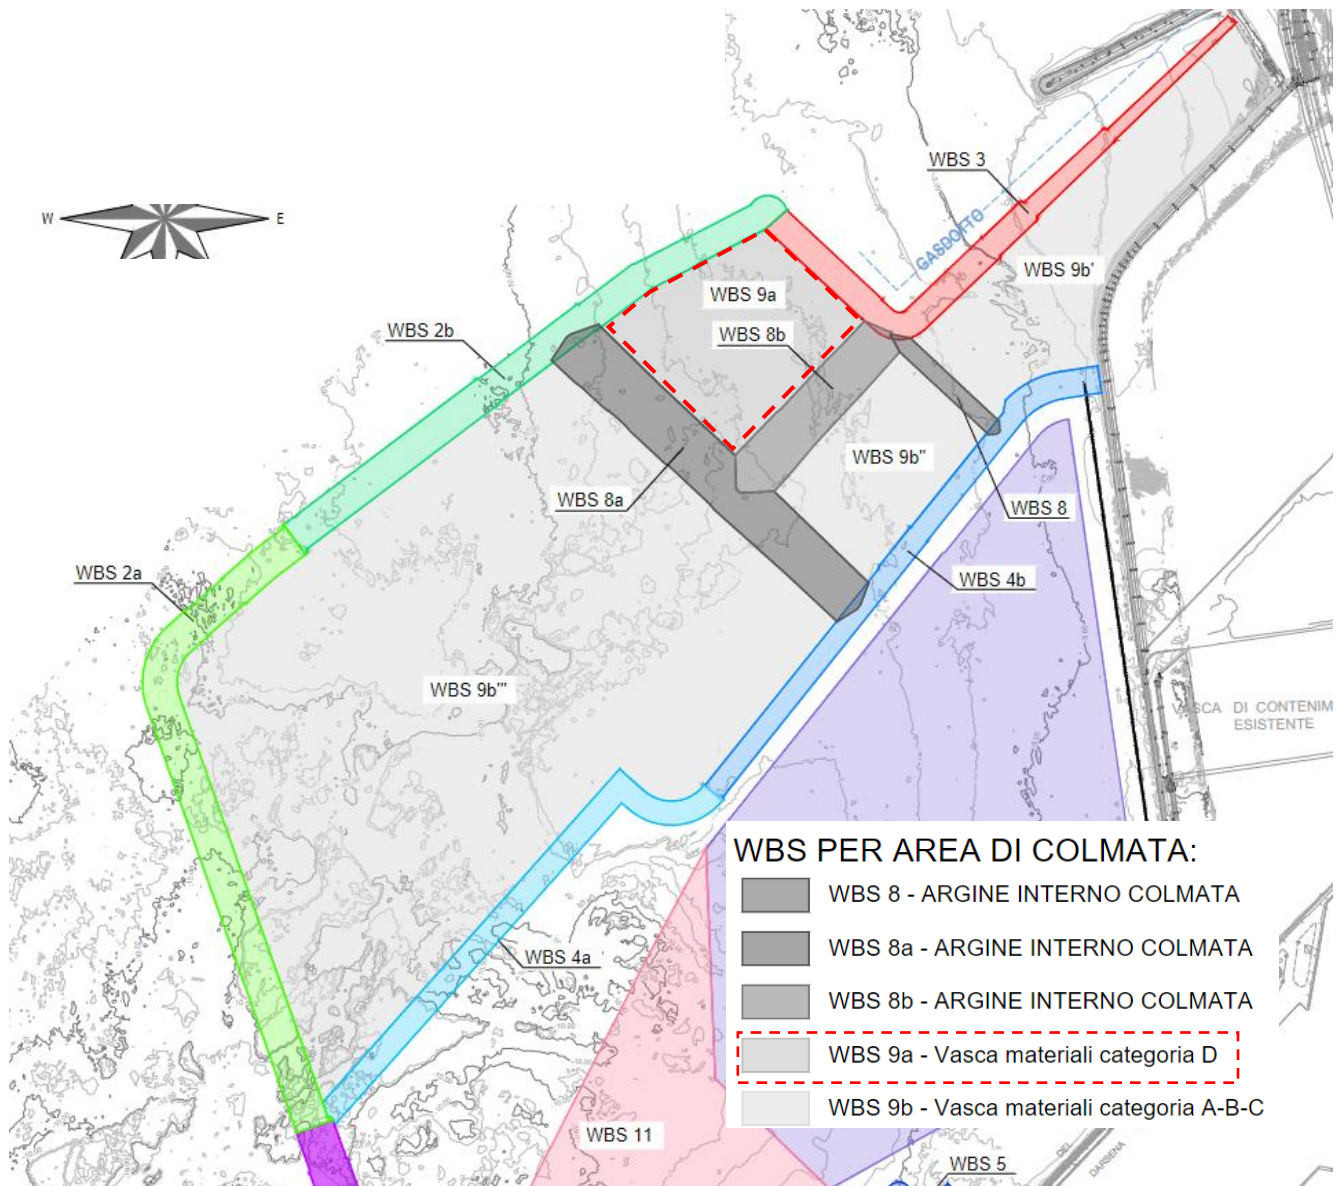 WBS 3
W
E
GASDOTTO
WBS 9b'
WBS 9a
WBS 2b
WBS 8b
WBS 9b"
WBS 8a
WBS 8
WBS 2a
WBS 4b
WBS 9b'"
VASCA DI CONTENIM
ESISTENTE
WBS PER AREA DI COLMATA:
WBS 8 - ARGINE INTERNO COLMATA
WBS 8a - ARGINE INTERNO COLMATA
WBS 4a
WBS 8b - ARGINE INTERNO COLMATA
WBS 9a - Vasca materiali categoria D
WBS 9b - Vasca materiali categoria A-B-C
WBS 11
WBS 5
DEL
DARSENA